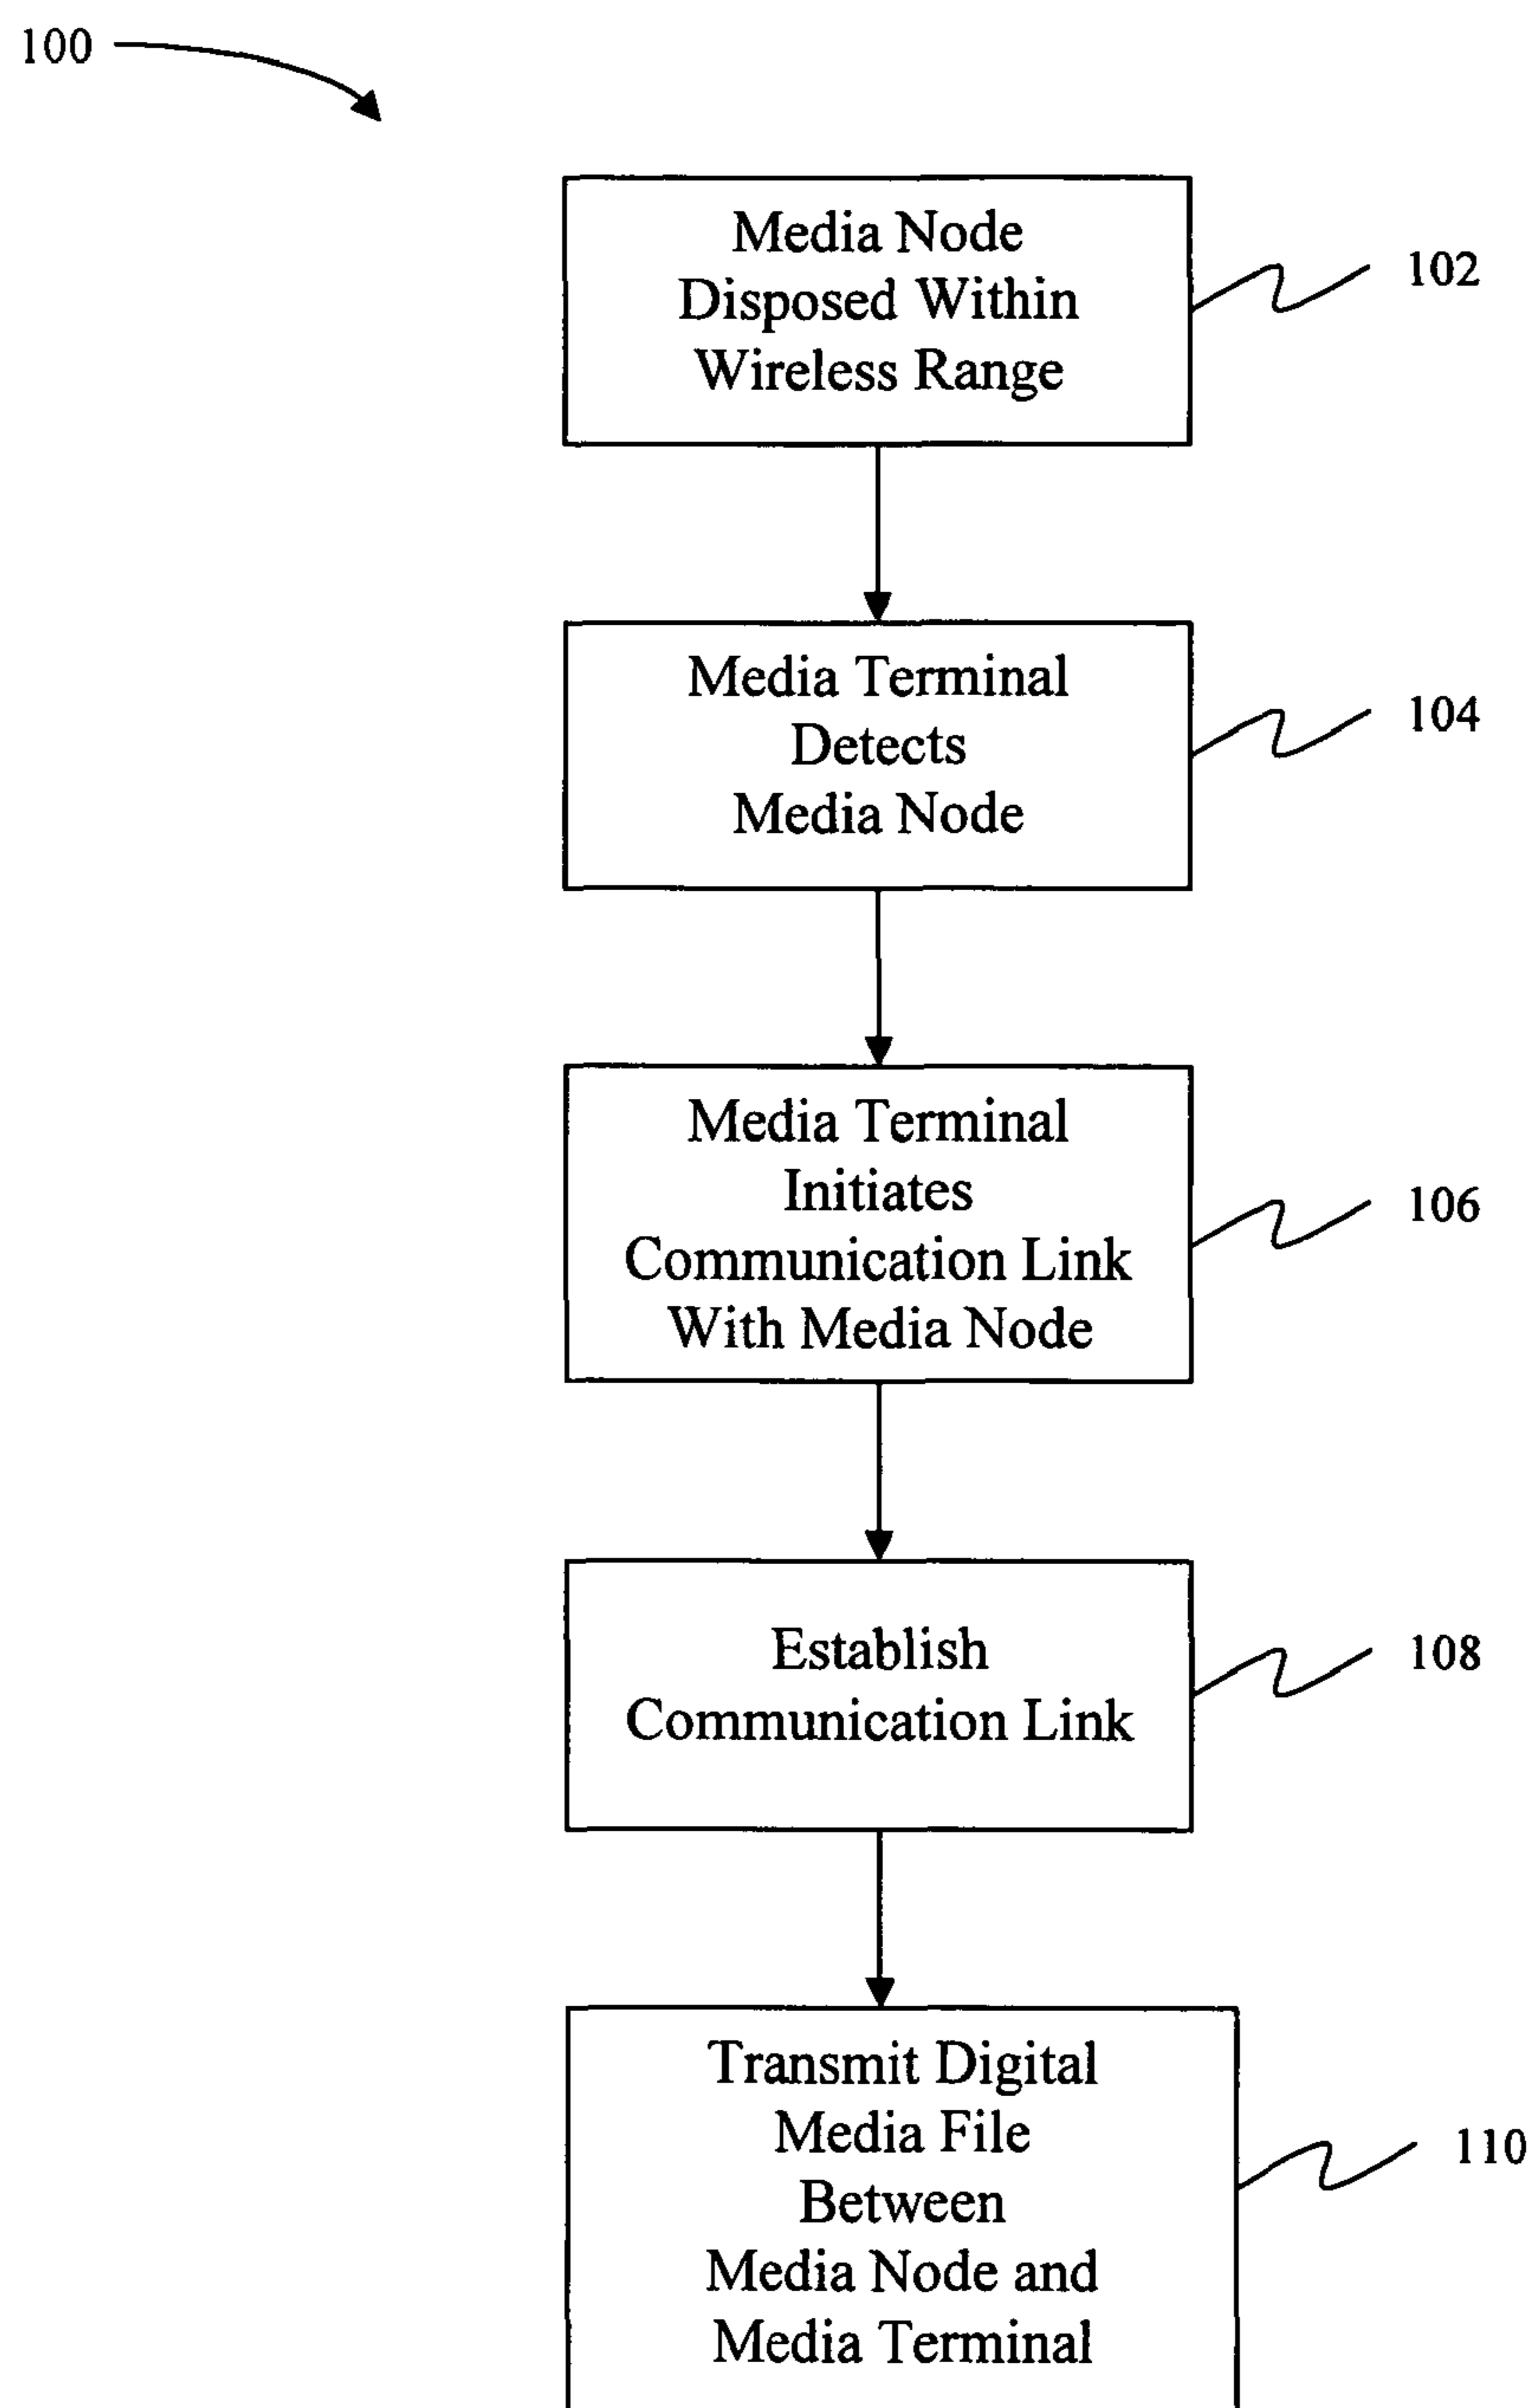 100
Media Node
Disposed Within
Wireless Range
102
Media Terminal
Detects
Media Node
104
Media Terminal
Initiates
Communication Link
With Media Node
106
Establish
Communication Link
108
Transmit Digital
Media File
Between
Media Node and
Media Terminal
110